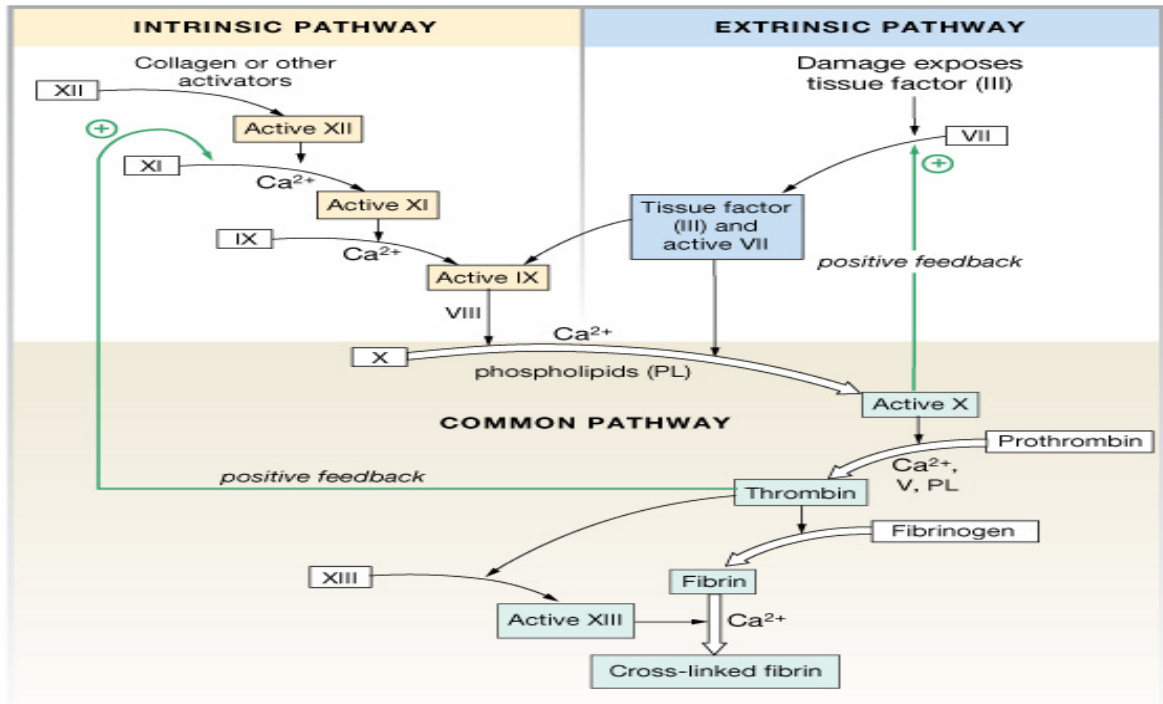 INTRINSIC PATHWAY
EXTRINSIC PATHWAY
Collagen or other
activators
XII
Active XII
XI
Ca²⁺
Active XI
IX
Ca²⁺
Active IX
VIII
Damage exposes
tissue factor (III)
VII
+
Tissue factor
(III) and
active VII
positive feedback
+
X
Ca²⁺
phospholipids (PL)
Active X
COMMON PATHWAY
Prothrombin
Ca²⁺,
V, PL
positive feedback
Thrombin
Fibrinogen
XIII
Fibrin
Active XIII
Ca²⁺
Cross-linked fibrin